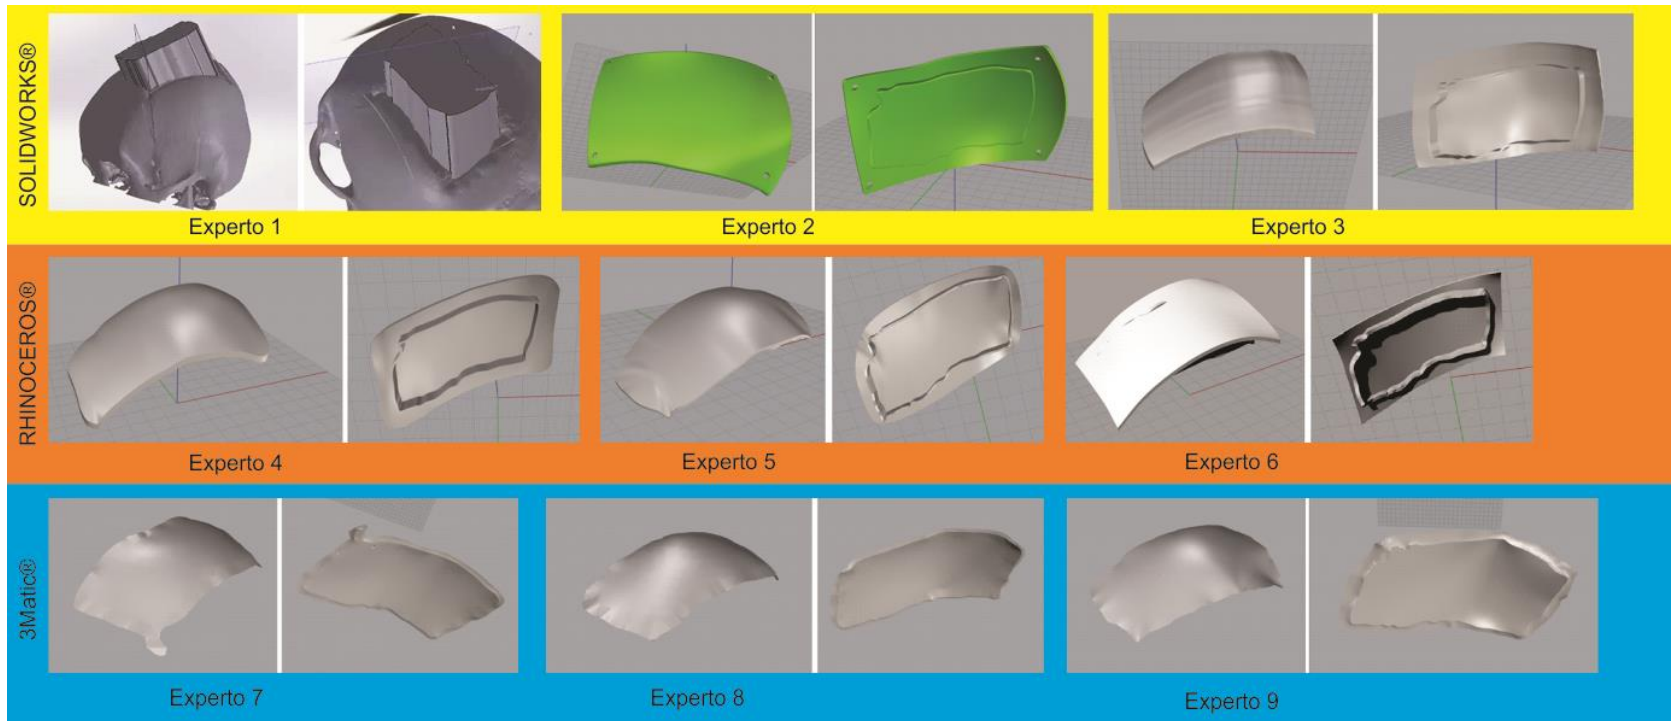 SOLIDWORKS®
Experto 1
Experto 2
Experto 3
RHINOCEROS®
Experto 4
Experto 5
Experto 6
3Matic®
Experto 7
Experto 8
Experto 9